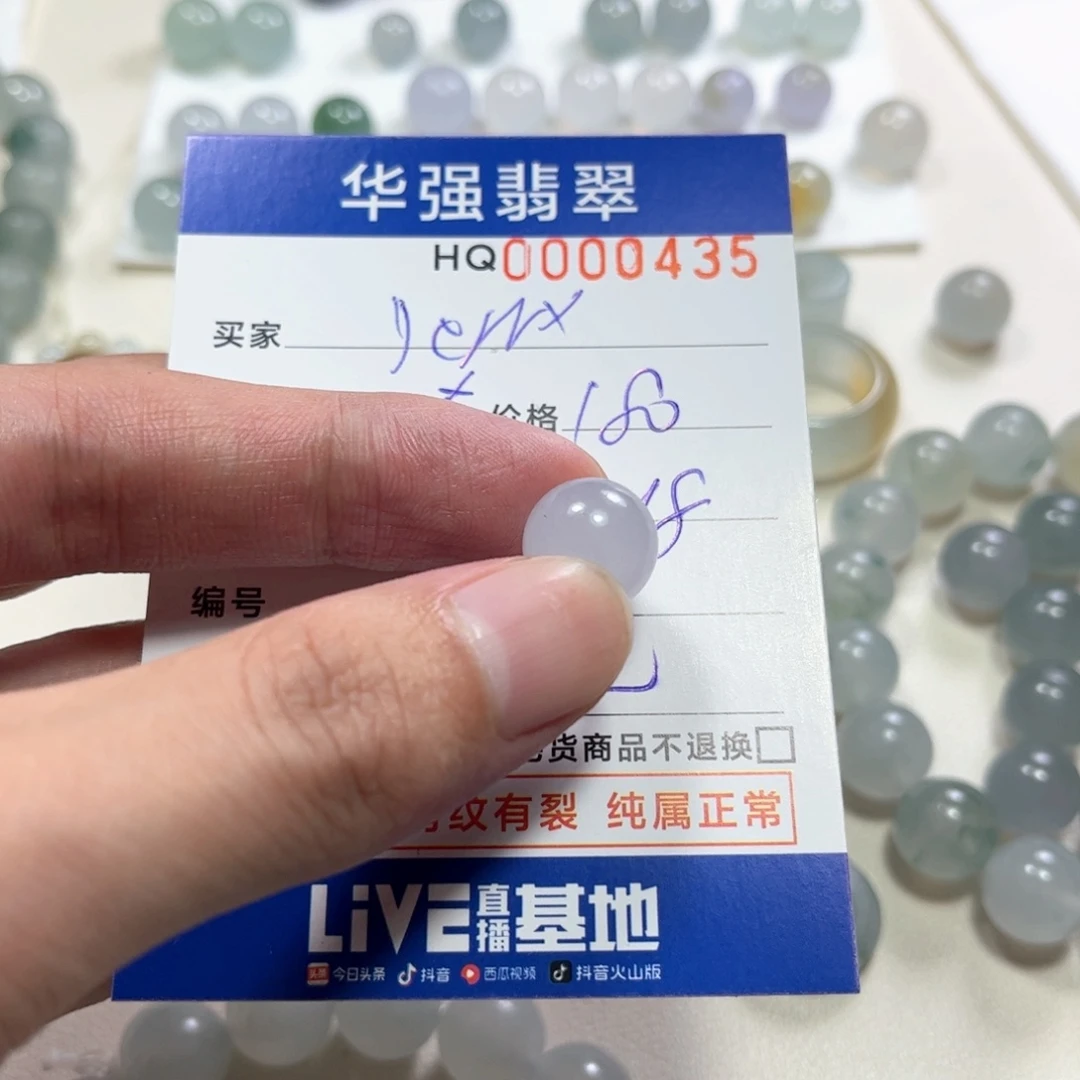 华强翡翠
HQ0000435
买家
价格 180
编号
货商品不退换
纹有裂 纯属正常
LiVE直播基地
头条 今日头条 抖音 西瓜视频 抖音火山版